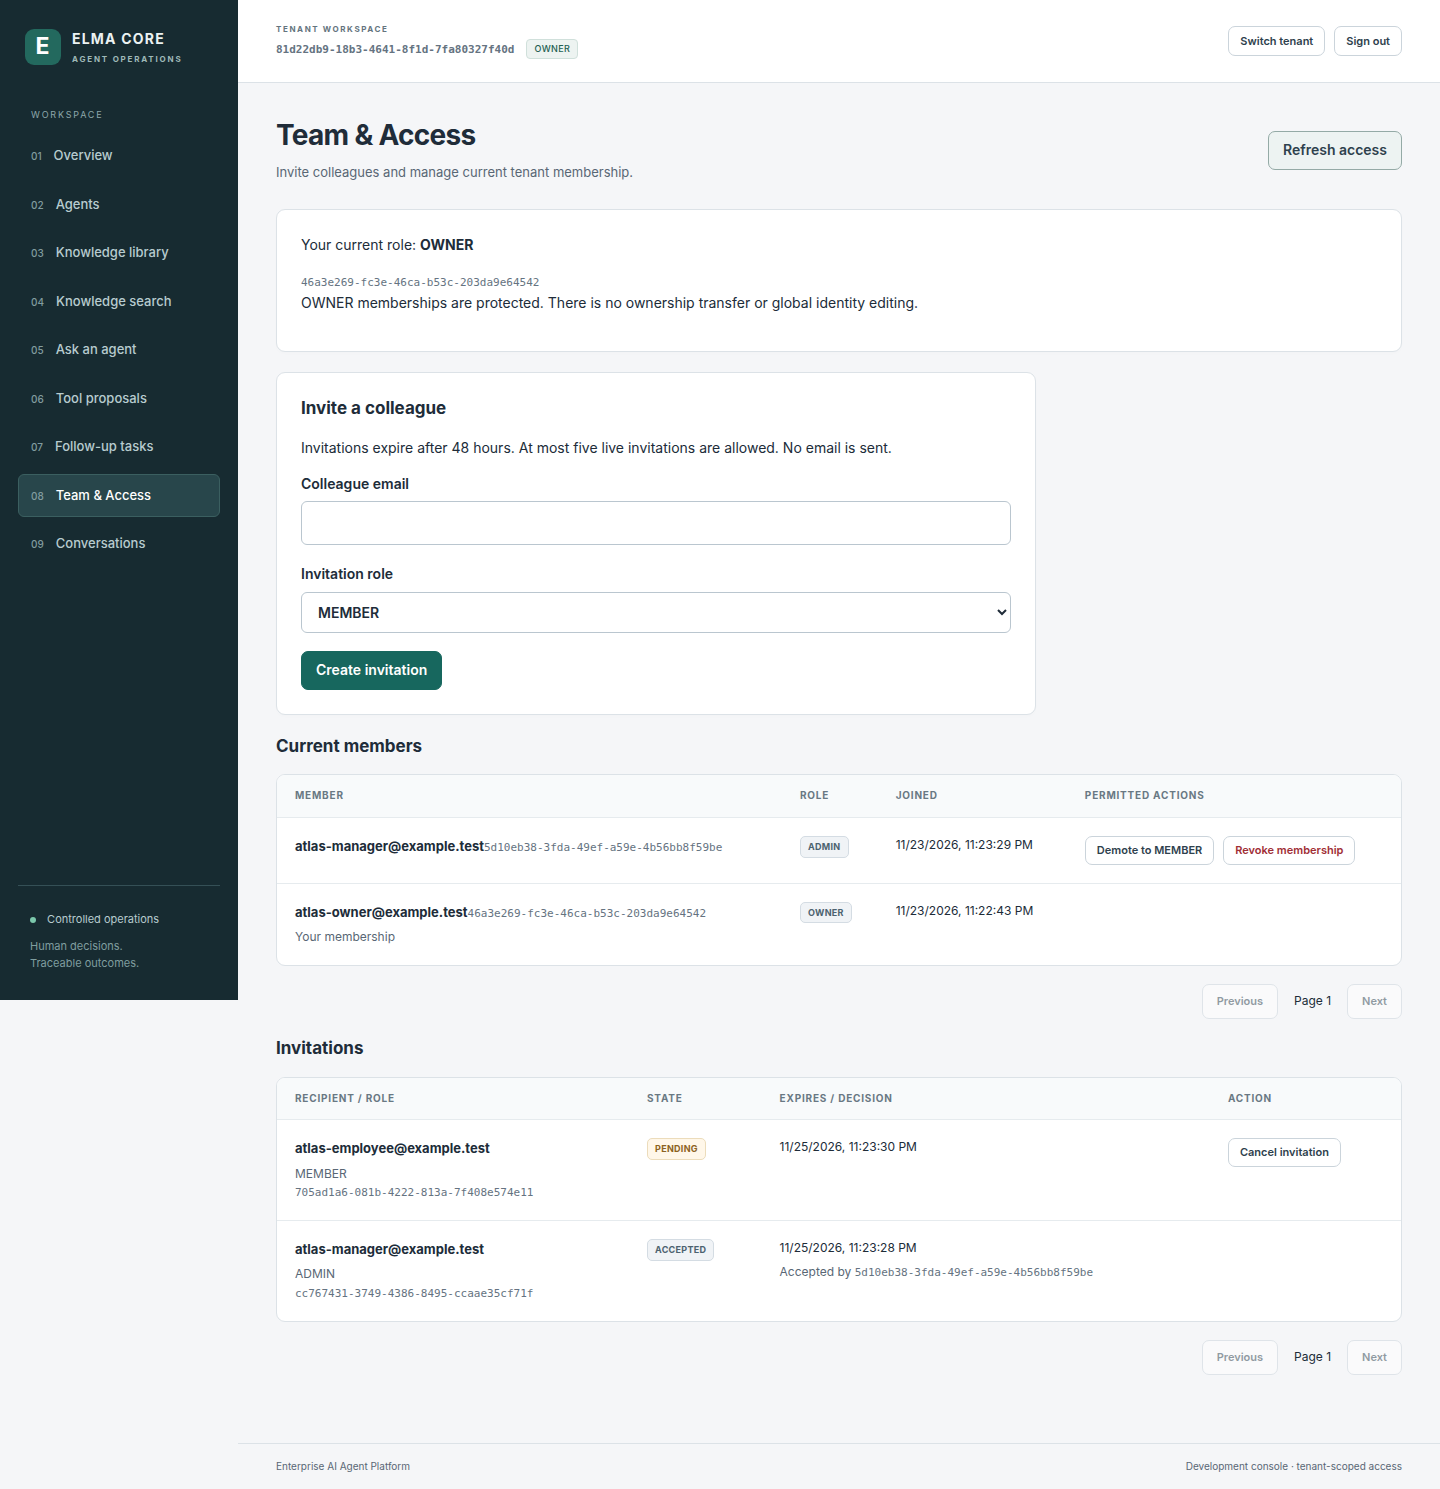 E
ELMA CORE
AGENT OPERATIONS
WORKSPACE
01 Overview
02 Agents
03 Knowledge library
04 Knowledge search
05 Ask an agent
06 Tool proposals
07 Follow-up tasks
08 Team & Access
09 Conversations
Controlled operations
Human decisions.
Traceable outcomes.
TENANT WORKSPACE
81d22db9-18b3-4641-8f1d-7fa80327f40d OWNER
Switch tenant
Sign out
Team & Access
Invite colleagues and manage current tenant membership.
Refresh access
Your current role: OWNER
46a3e269-fc3e-46ca-b53c-203da9e64542
OWNER memberships are protected. There is no ownership transfer or global identity editing.
Invite a colleague
Invitations expire after 48 hours. At most five live invitations are allowed. No email is sent.
Colleague email
Invitation role
MEMBER
Create invitation
Current members
MEMBER ROLE JOINED PERMITTED ACTIONS
atlas-manager@example.test5d10eb38-3fda-49ef-a59e-4b56bb8f59be ADMIN 11/23/2026, 11:23:29 PM Demote to MEMBER Revoke membership
atlas-owner@example.test46a3e269-fc3e-46ca-b53c-203da9e64542 OWNER 11/23/2026, 11:22:43 PM
Your membership
Previous Page 1 Next
Invitations
RECIPIENT / ROLE STATE EXPIRES / DECISION ACTION
atlas-employee@example.test PENDING 11/25/2026, 11:23:30 PM Cancel invitation
MEMBER
705ad1a6-081b-4222-813a-7f408e574e11
atlas-manager@example.test ACCEPTED 11/25/2026, 11:23:28 PM
ADMIN Accepted by 5d10eb38-3fda-49ef-a59e-4b56bb8f59be
cc767431-3749-4386-8495-ccaae35cf71f
Previous Page 1 Next
Enterprise AI Agent Platform
Development console · tenant-scoped access